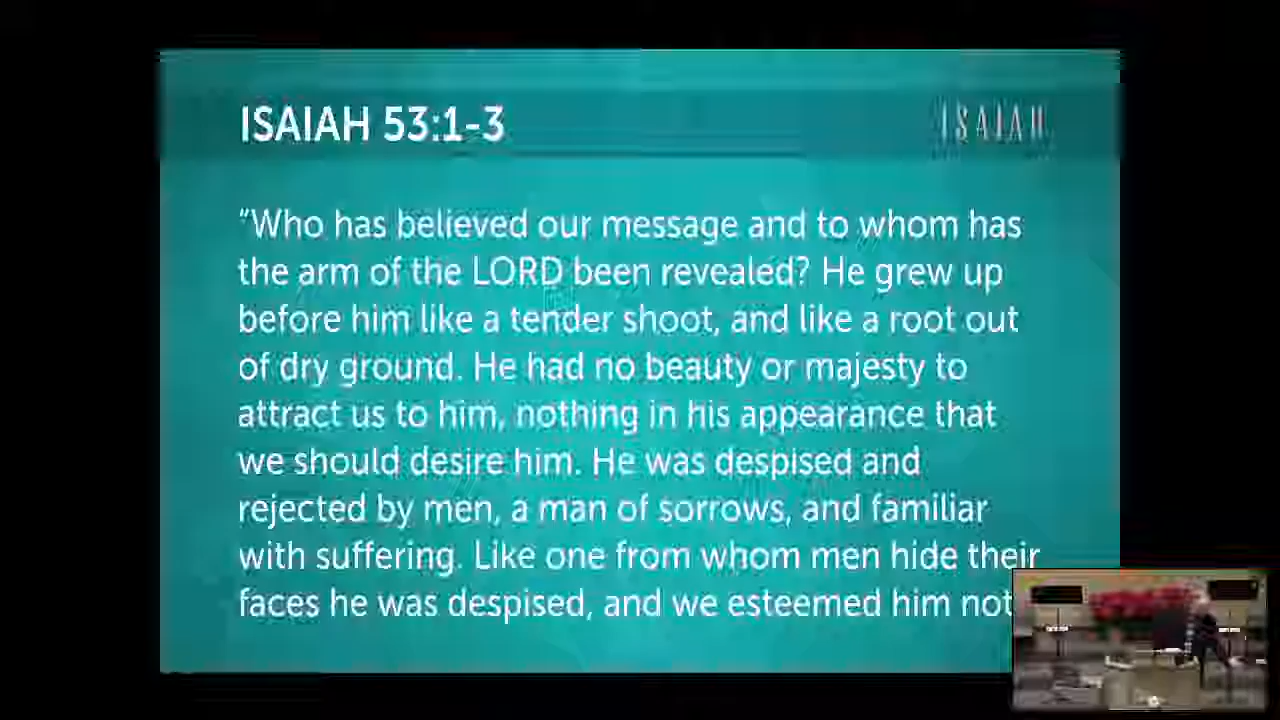 ISAIAH 53:1-3
ISAIAH
“Who has believed our message and to whom has
the arm of the LORD been revealed? He grew up
before him like a tender shoot, and like a root out
of dry ground. He had no beauty or majesty to
attract us to him, nothing in his appearance that
we should desire him. He was despised and
rejected by men, a man of sorrows, and familiar
with suffering. Like one from whom men hide their
faces he was despised, and we esteemed him not